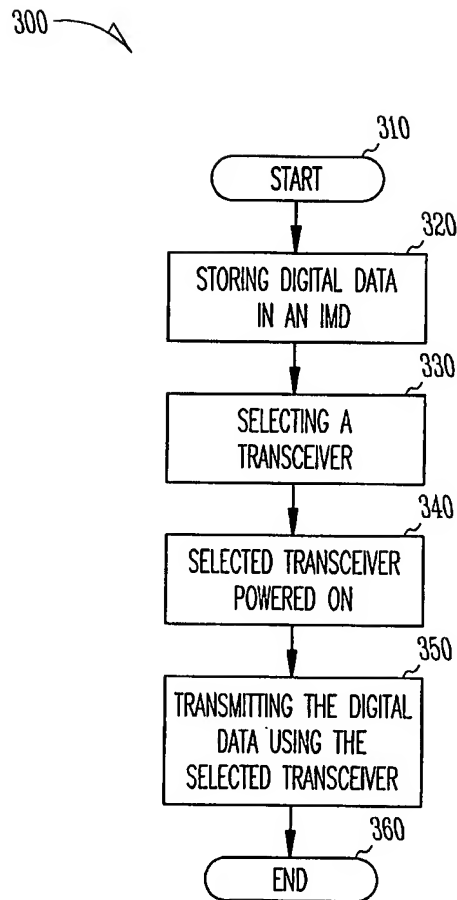 300
310
START
320
STORING DIGITAL DATA
IN AN IMD
330
SELECTING A
TRANSCEIVER
340
SELECTED TRANSCEIVER
POWERED ON
350
TRANSMITTING THE DIGITAL
DATA USING THE
SELECTED TRANSCEIVER
360
END